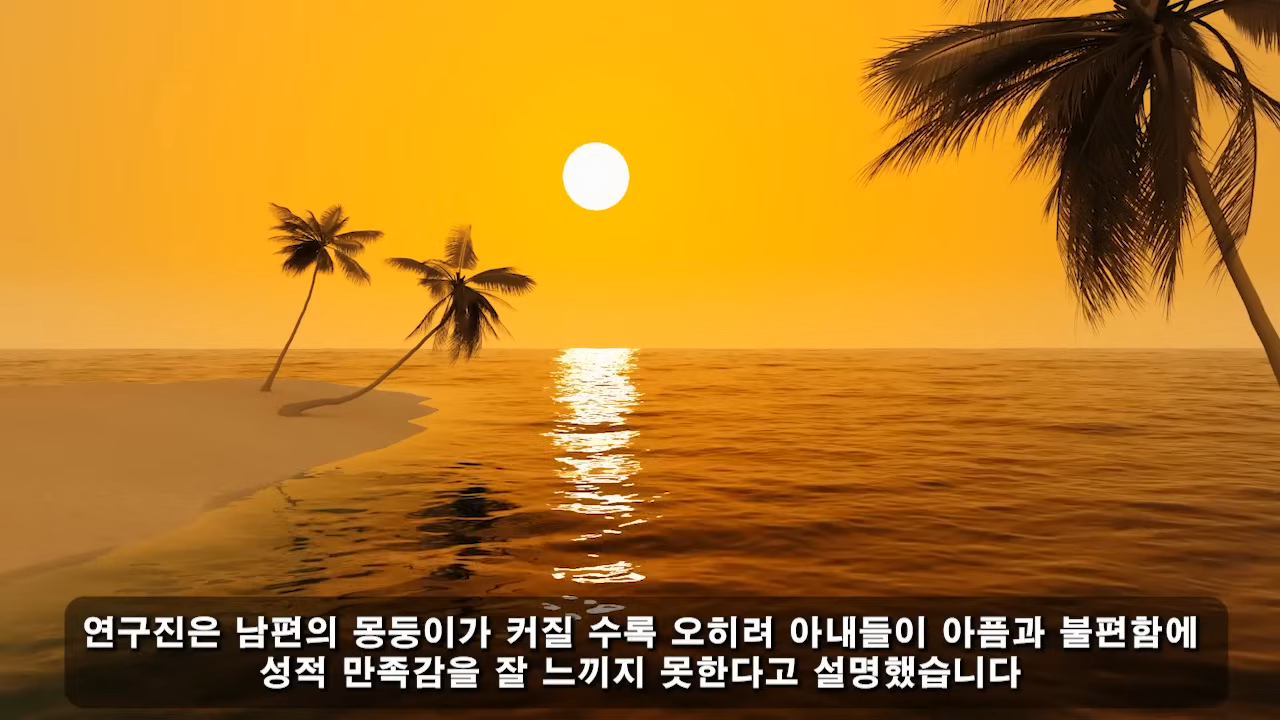 연구진은 남편의 몽둥이가 커질 수록 오히려 아내들이 아픔과 불편함에
성적 만족감을 잘 느끼지 못한다고 설명했습니다